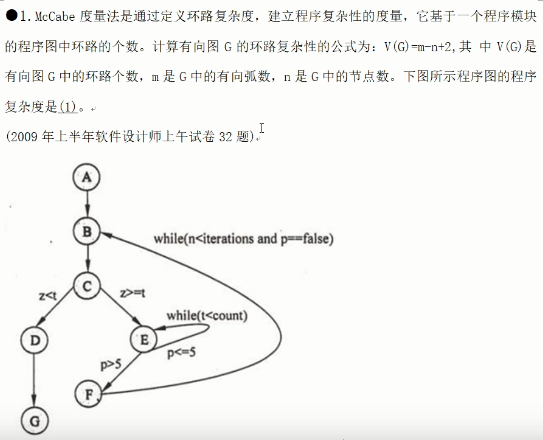 ●1.McCabe 度量法是通过定义环路复杂度，建立程序复杂性的度量，它基于一个程序模块
的程序图中环路的个数。计算有向图 G 的环路复杂性的公式为：V(G)=m-n+2,其 中 V(G)是
有向图 G 中的环路个数，m 是 G 中的有向弧数，n 是 G 中的节点数。下图所示程序图的程序
复杂度是(1)。
(2009 年上半年软件设计师上午试卷 32 题)
A
B
while(n<iterations and p==false)
C
z<t
z>=t
while(t<count)
D
E
p<=5
p>5
F
G